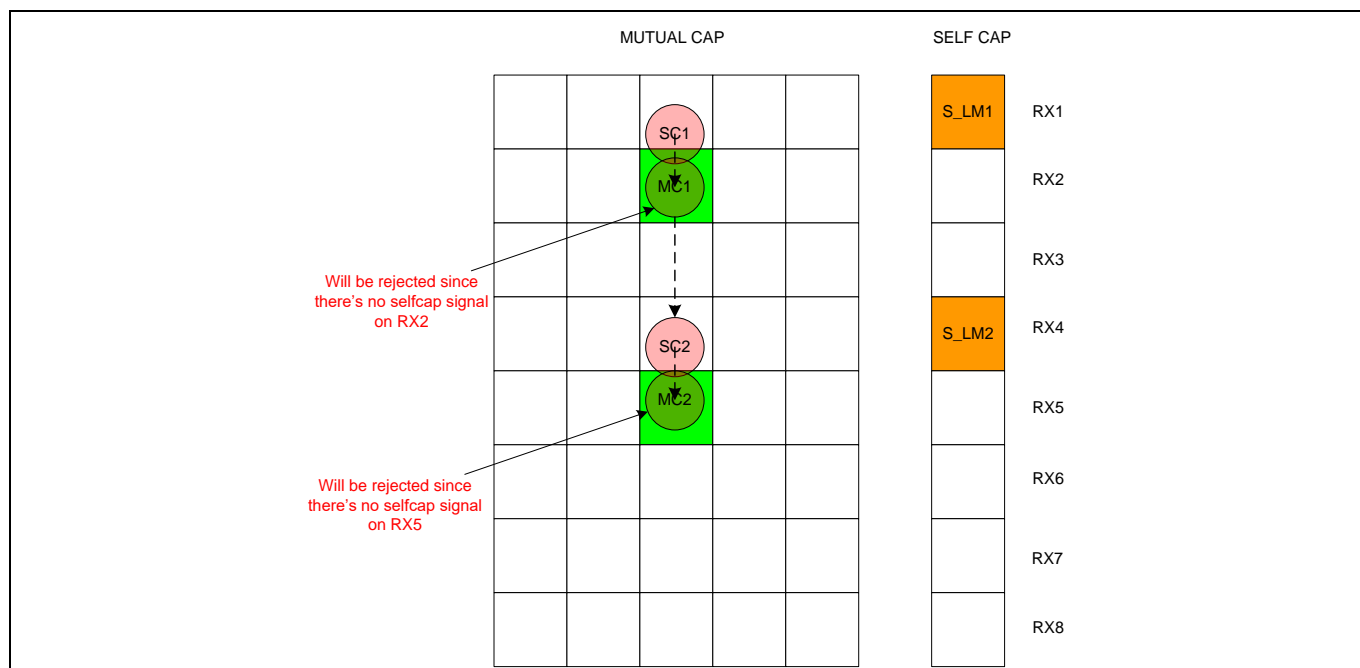 MUTUAL CAP
SELF CAP
S_LM1
RX1
SC1
MC1
RX2
RX3
Will be rejected since
there's no selfcap signal
on RX2
S_LM2
RX4
SC2
MC2
RX5
RX6
Will be rejected since
there's no selfcap signal
on RX5
RX7
RX8